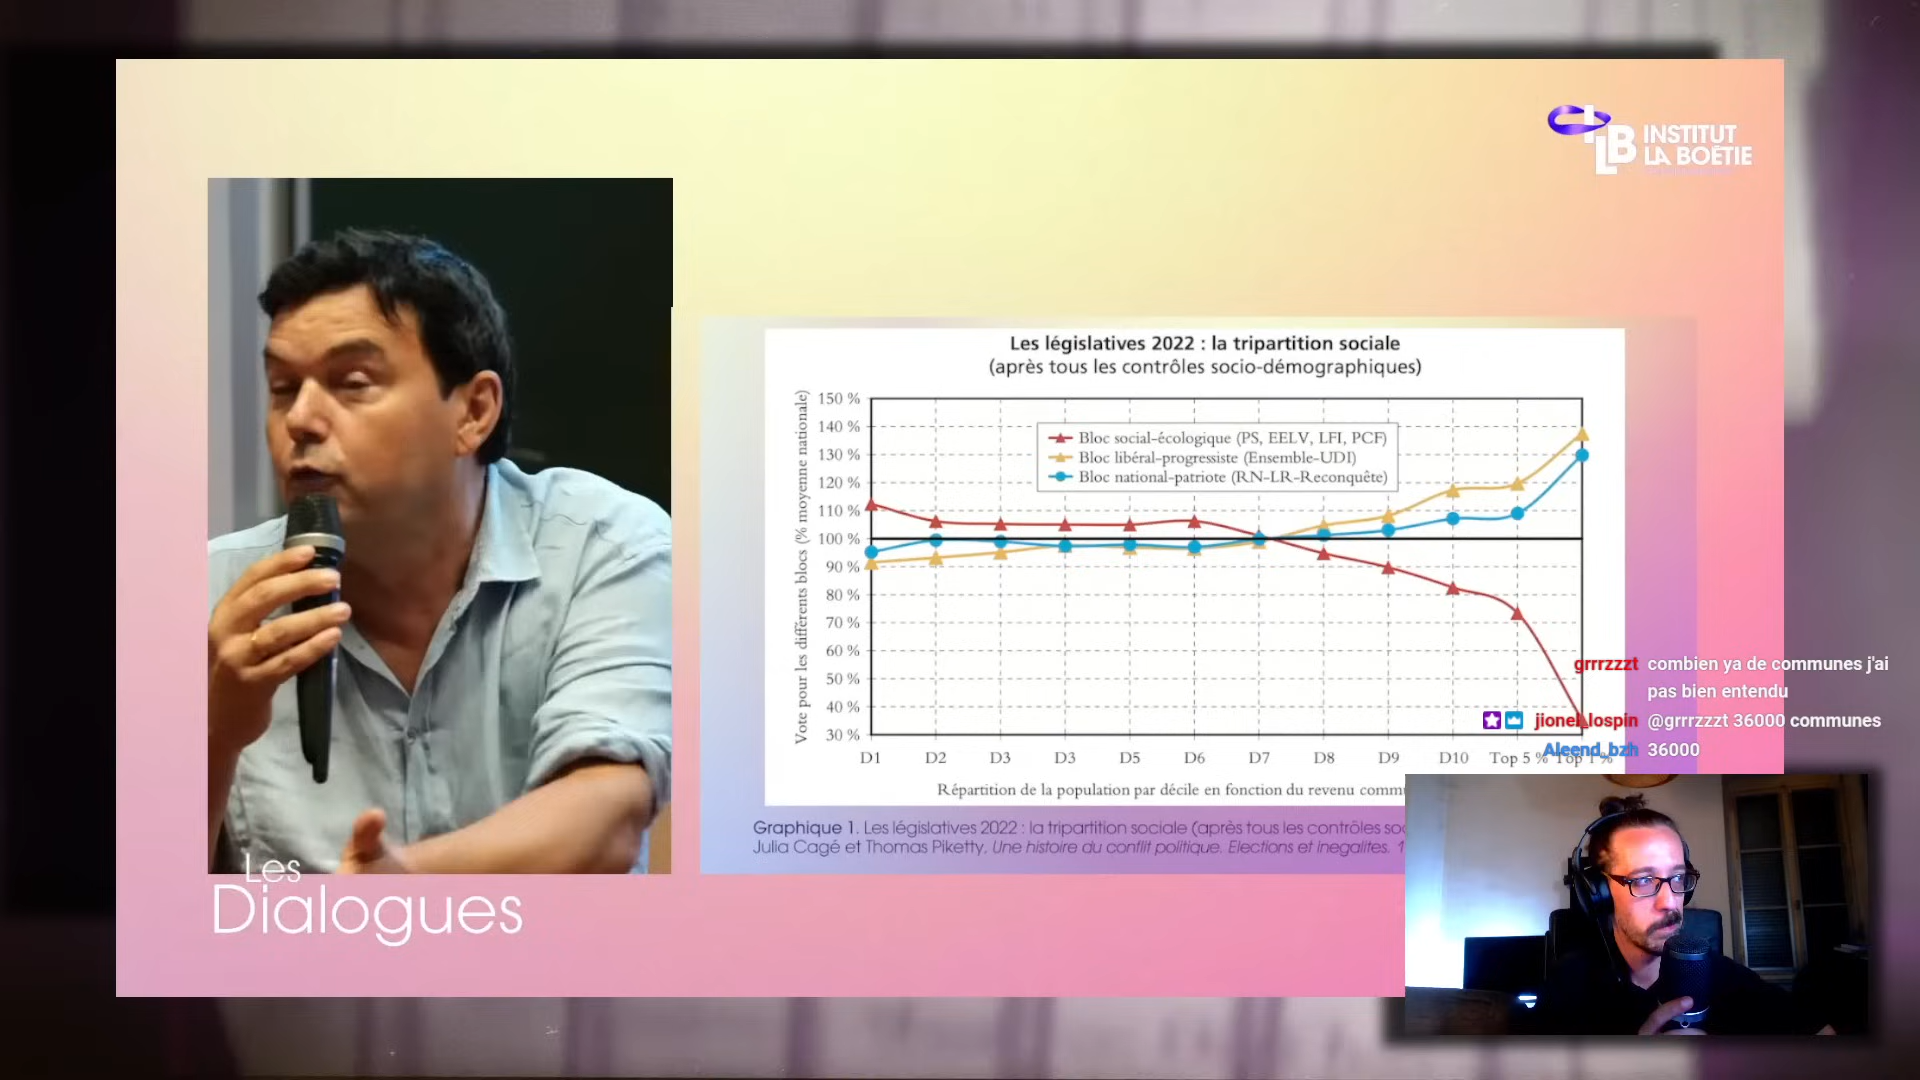 INSTITUT
LA BOÉTIE
Les législatives 2022 : la tripartition sociale
(après tous les contrôles socio-démographiques)
Vote pour les différents blocs (% moyenne nationale)
150 %
140 %
130 %
120 %
110 %
100 %
90 %
80 %
70 %
60 %
50 %
40 %
30 %
Bloc social-écologique (PS, EELV, LFI, PCF)
Bloc libéral-progressiste (Ensemble-UDI)
Bloc national-patriote (RN-LR-Reconquête)
D1 D2 D3 D3 D5 D6 D7 D8 D9 D10 Top 5 % Top 1 %
Répartition de la population par décile en fonction du revenu commu
Graphique 1. Les législatives 2022 : la tripartition sociale (après tous les contrôles soc
Julia Cagé et Thomas Piketty, Une histoire du conflit politique. Elections et inegalites. 1
grrrzzzt combien ya de communes j'ai
pas bien entendu
jionel_lospin @grrrzzzt 36000 communes
Aleend_bzh 36000
Les
Dialogues